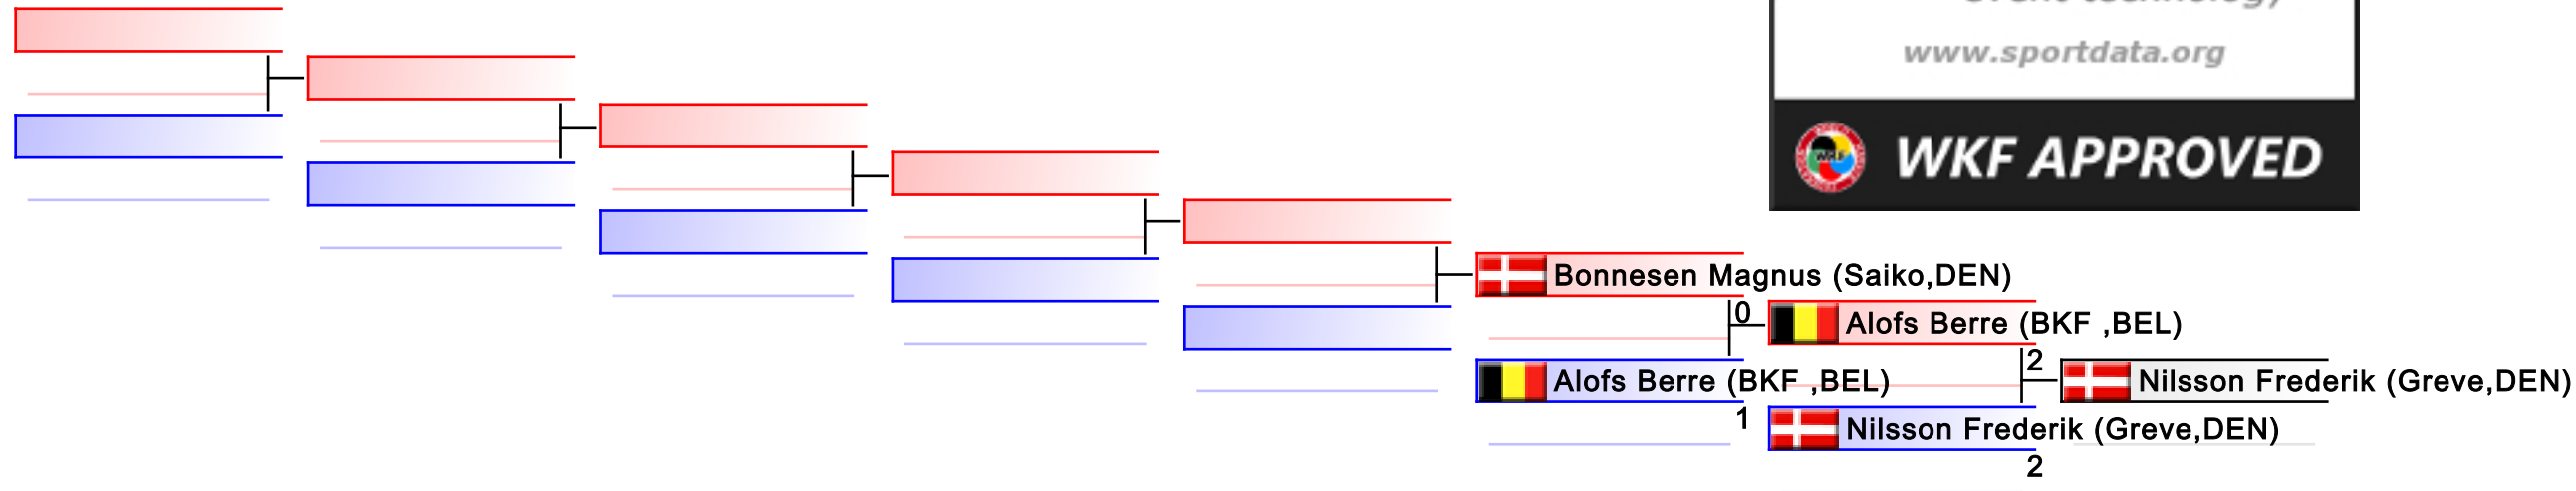 www.sportdata.org
WKF APPROVED
Bonnesen Magnus (Saiko,DEN)
0
Alofs Berre (BKF ,BEL)
Alofs Berre (BKF ,BEL)
1
2
Nilsson Frederik (Greve,DEN)
Nilsson Frederik (Greve,DEN)
2